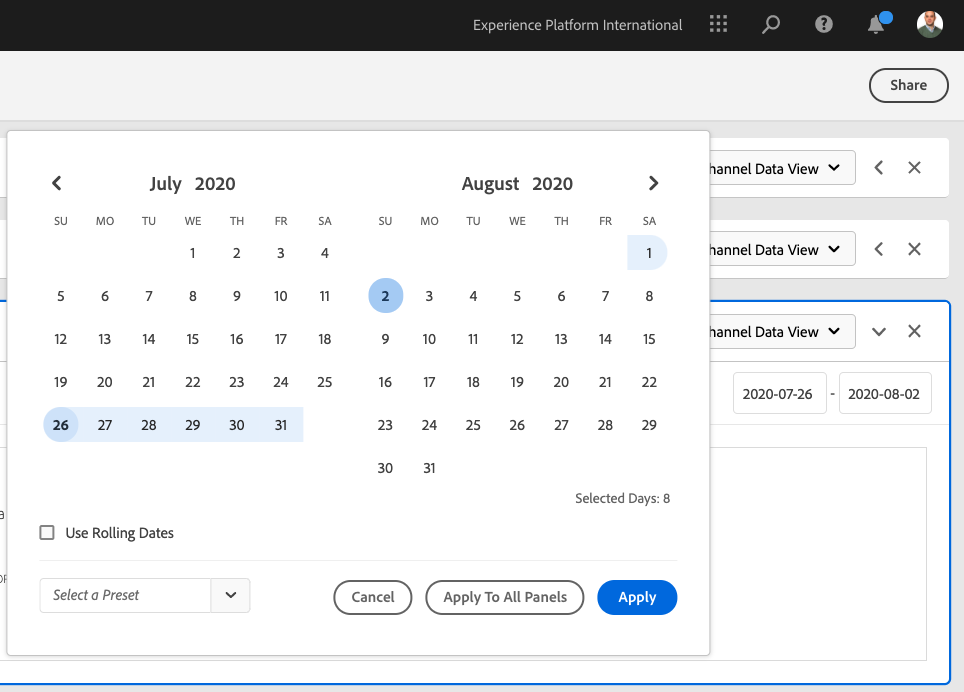 Experience Platform International
Share
July 2020
August 2020
SU MO TU WE TH FR SA
SU MO TU WE TH FR SA
1 2 3 4
1
5 6 7 8 9 10 11
2 3 4 5 6 7 8
12 13 14 15 16 17 18
9 10 11 12 13 14 15
19 20 21 22 23 24 25
16 17 18 19 20 21 22
26 27 28 29 30 31
23 24 25 26 27 28 29
30 31
Selected Days: 8
Use Rolling Dates
Select a Preset
Cancel
Apply To All Panels
Apply
hannel Data View
hannel Data View
hannel Data View
2020-07-26 - 2020-08-02